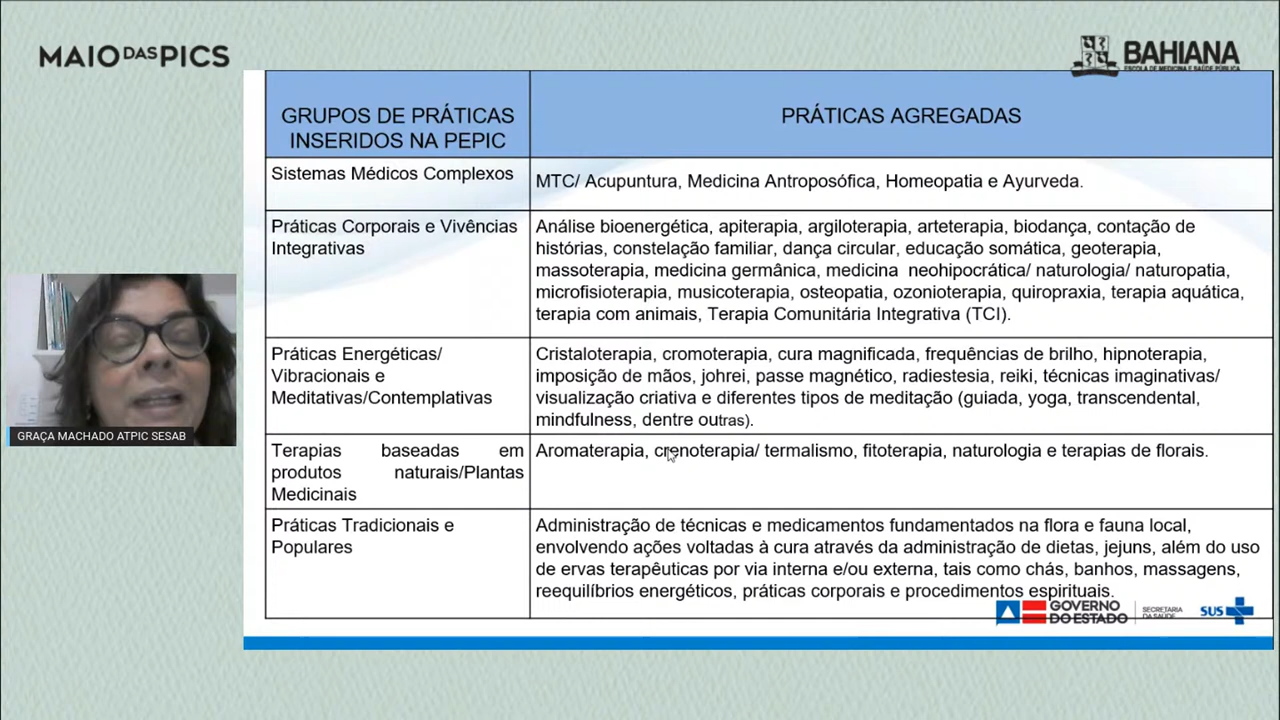 MAIO DAS PICS
BAHIANA
ESCOLA DE MEDICINA E SAÚDE PÚBLICA
GRUPOS DE PRÁTICAS
INSERIDOS NA PEPIC
PRÁTICAS AGREGADAS
Sistemas Médicos Complexos
MTC/ Acupuntura, Medicina Antroposófica, Homeopatia e Ayurveda.
Práticas Corporais e Vivências
Integrativas
Análise bioenergética, apiterapia, argiloterapia, arteterapia, biodança, contação de
histórias, constelação familiar, dança circular, educação somática, geoterapia,
massoterapia, medicina germânica, medicina neohipocrática/ naturologia/ naturopatia,
microfisioterapia, musicoterapia, osteopatia, ozonioterapia, quiropraxia, terapia aquática,
terapia com animais, Terapia Comunitária Integrativa (TCI).
Práticas Energéticas/
Vibracionais e
Meditativas/Contemplativas
Cristaloterapia, cromoterapia, cura magnificada, frequências de brilho, hipnoterapia,
imposição de mãos, johrei, passe magnético, radiestesia, reiki, técnicas imaginativas/
visualização criativa e diferentes tipos de meditação (guiada, yoga, transcendental,
mindfulness, dentre outras).
Terapias baseadas em
produtos naturais/Plantas
Medicinais
Aromaterapia, crenoterapia/ termalismo, fitoterapia, naturologia e terapias de florais.
Práticas Tradicionais e
Populares
Administração de técnicas e medicamentos fundamentados na flora e fauna local,
envolvendo ações voltadas à cura através da administração de dietas, jejuns, além do uso
de ervas terapêuticas por via interna e/ou externa, tais como chás, banhos, massagens,
reequilíbrios energéticos, práticas corporais e procedimentos espirituais.
GRAÇA MACHADO ATPIC SESAB
GOVERNO
DO ESTADO
SECRETARIA
DA SAÚDE
SUS